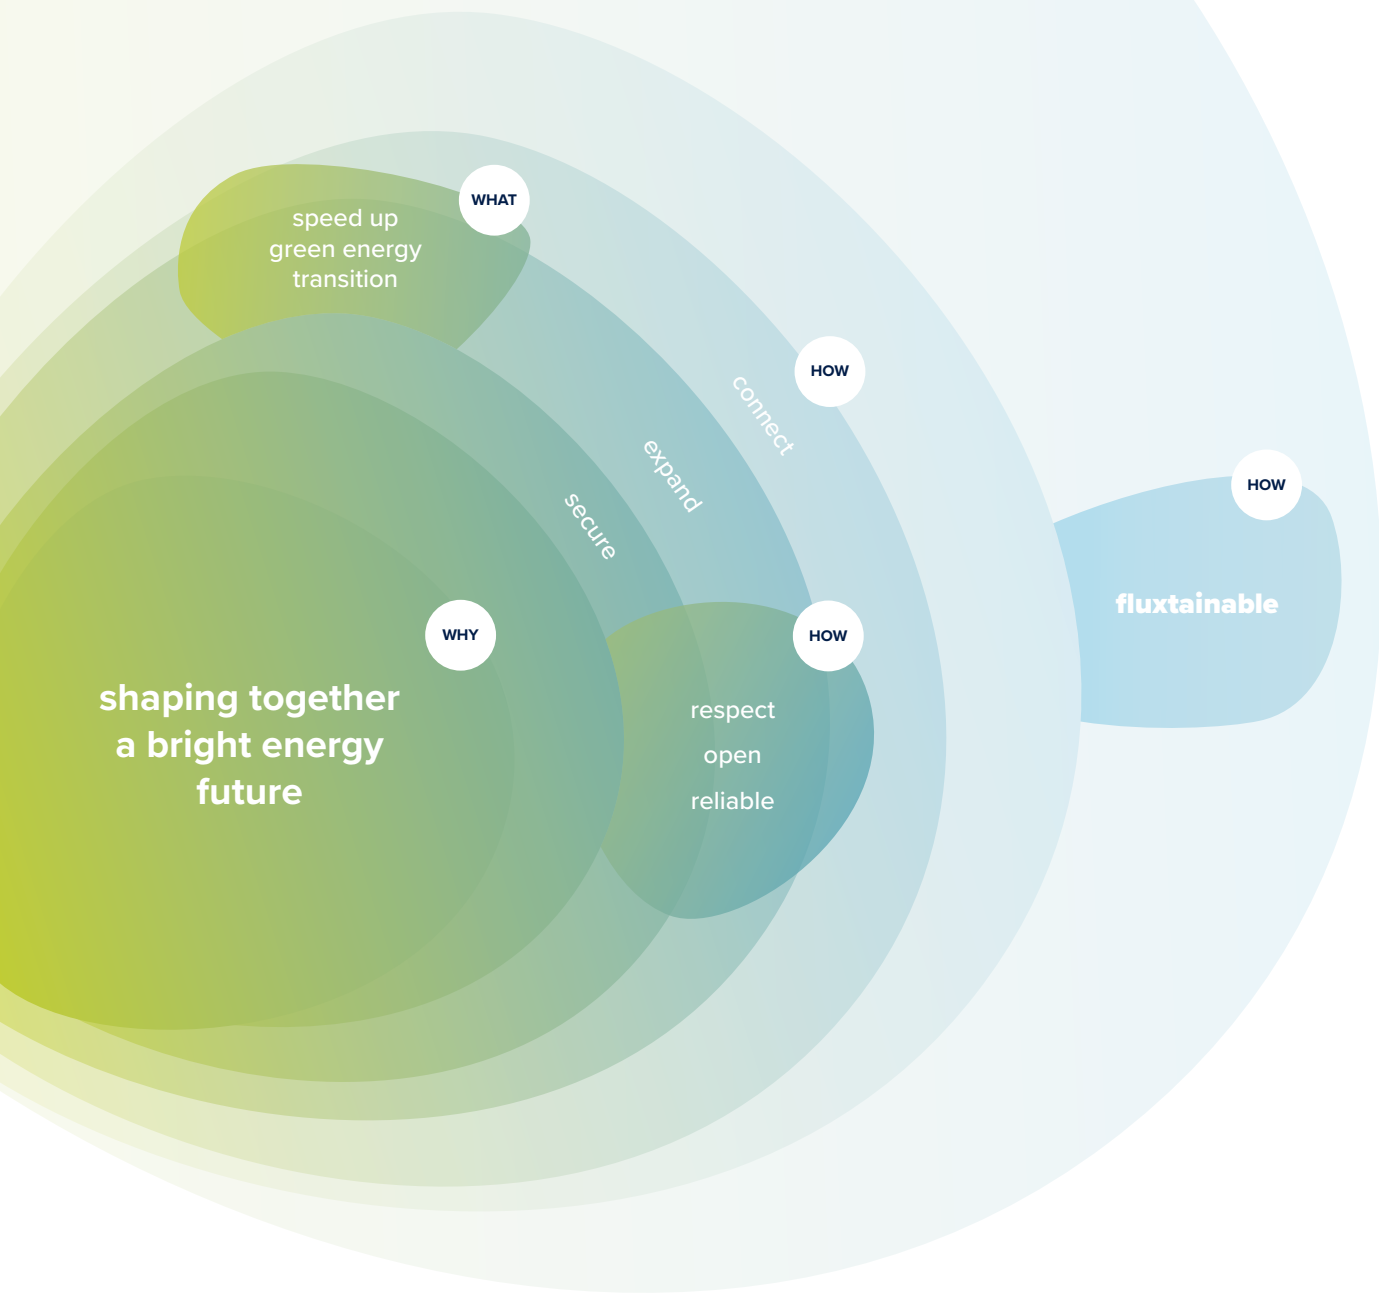 WHAT
speed up
green energy
transition
HOW
connect
expand
secure
HOW
fluxtainable
WHY
shaping together
a bright energy
future
HOW
respect
open
reliable